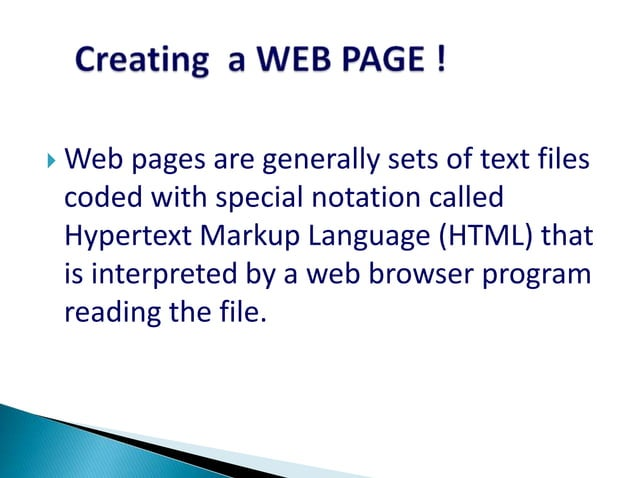 Creating  a WEB PAGE !
Web pages are generally sets of text files
coded with special notation called
Hypertext Markup Language (HTML) that
is interpreted by a web browser program
reading the file.